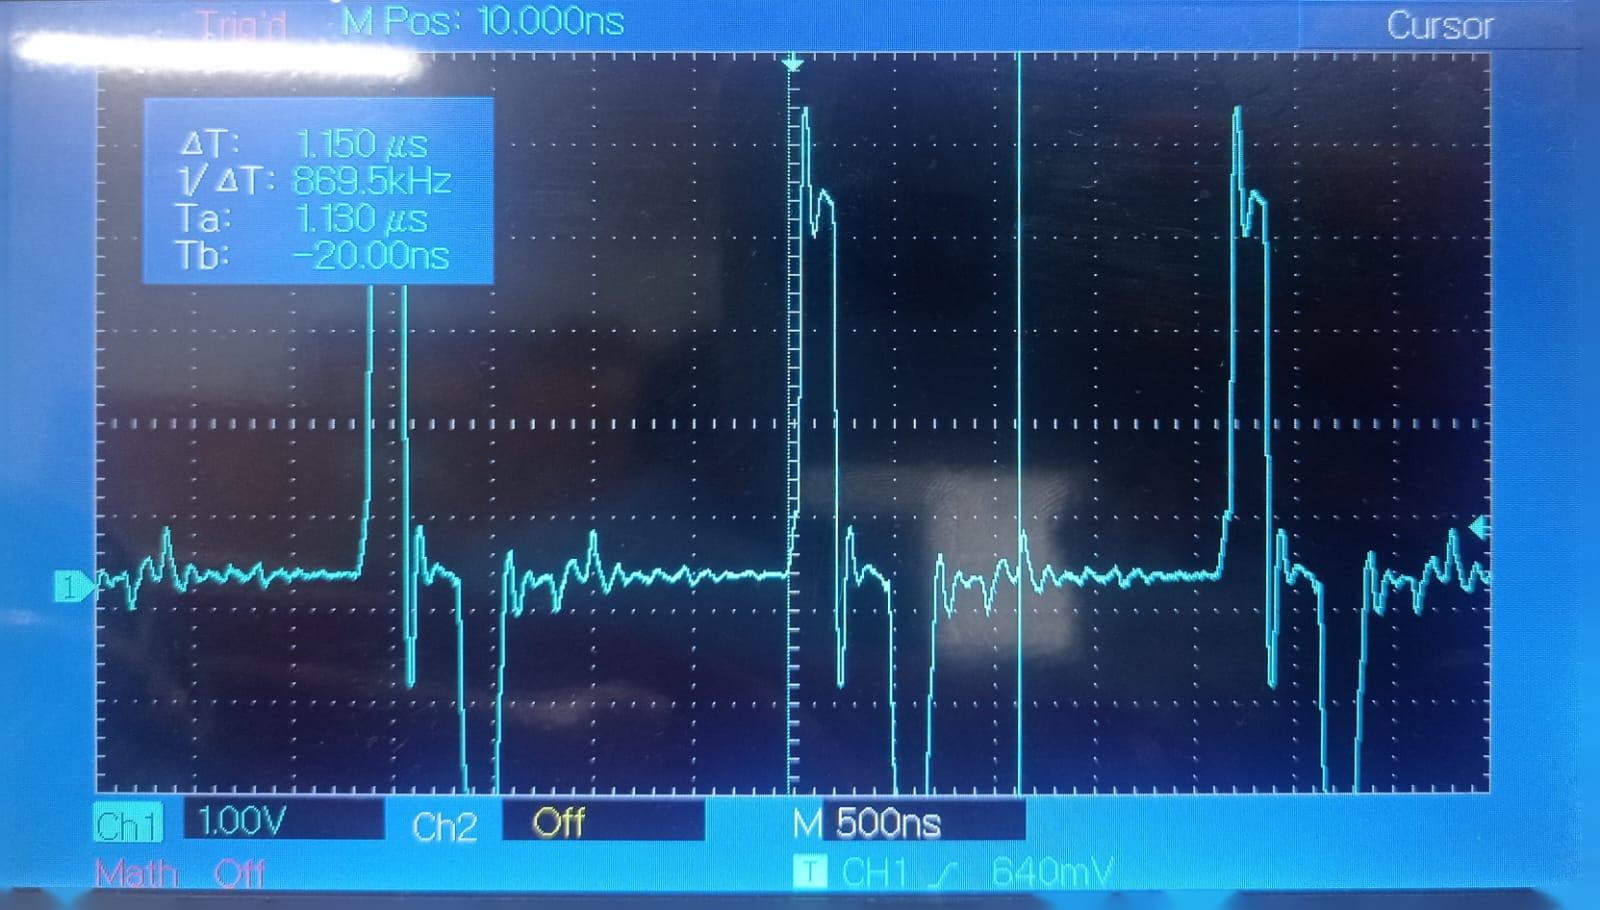 Trig'd M Pos: 10.000ns Cursor
ΔT: 1.150 μs
1/ΔT: 869.5kHz
Ta: 1.130 μs
Tb: -20.00ns
1
Ch1 1.00V Ch2 Off M 500ns
Math Off T CH1 640mV